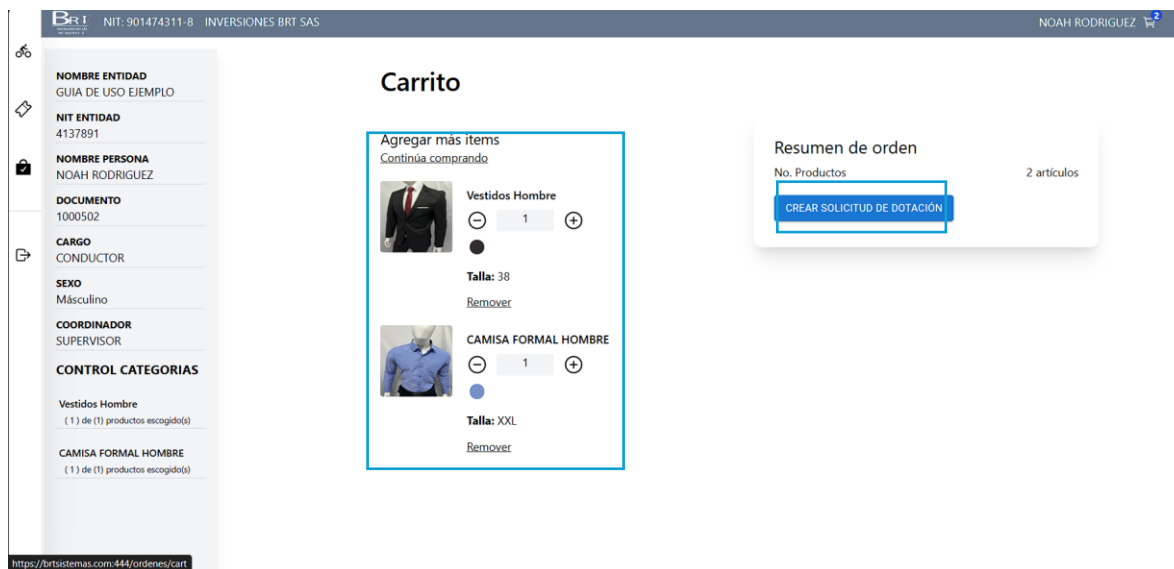 BRT NIT: 901474311-8 INVERSIONES BRT SAS
NOAH RODRIGUEZ 2
NOMBRE ENTIDAD
GUIA DE USO EJEMPLO
NIT ENTIDAD
4137891
NOMBRE PERSONA
NOAH RODRIGUEZ
DOCUMENTO
1000502
CARGO
CONDUCTOR
SEXO
Másculino
COORDINADOR
SUPERVISOR
CONTROL CATEGORIAS
Vestidos Hombre
( 1 ) de (1) productos escogido(s)
CAMISA FORMAL HOMBRE
( 1 ) de (1) productos escogido(s)
Carrito
Agregar más items
Continúa comprando
Vestidos Hombre
1
Talla: 38
Remover
CAMISA FORMAL HOMBRE
1
Talla: XXL
Remover
Resumen de orden
No. Productos 2 artículos
CREAR SOLICITUD DE DOTACIÓN
https://brtsistemas.com:444/ordenes/cart